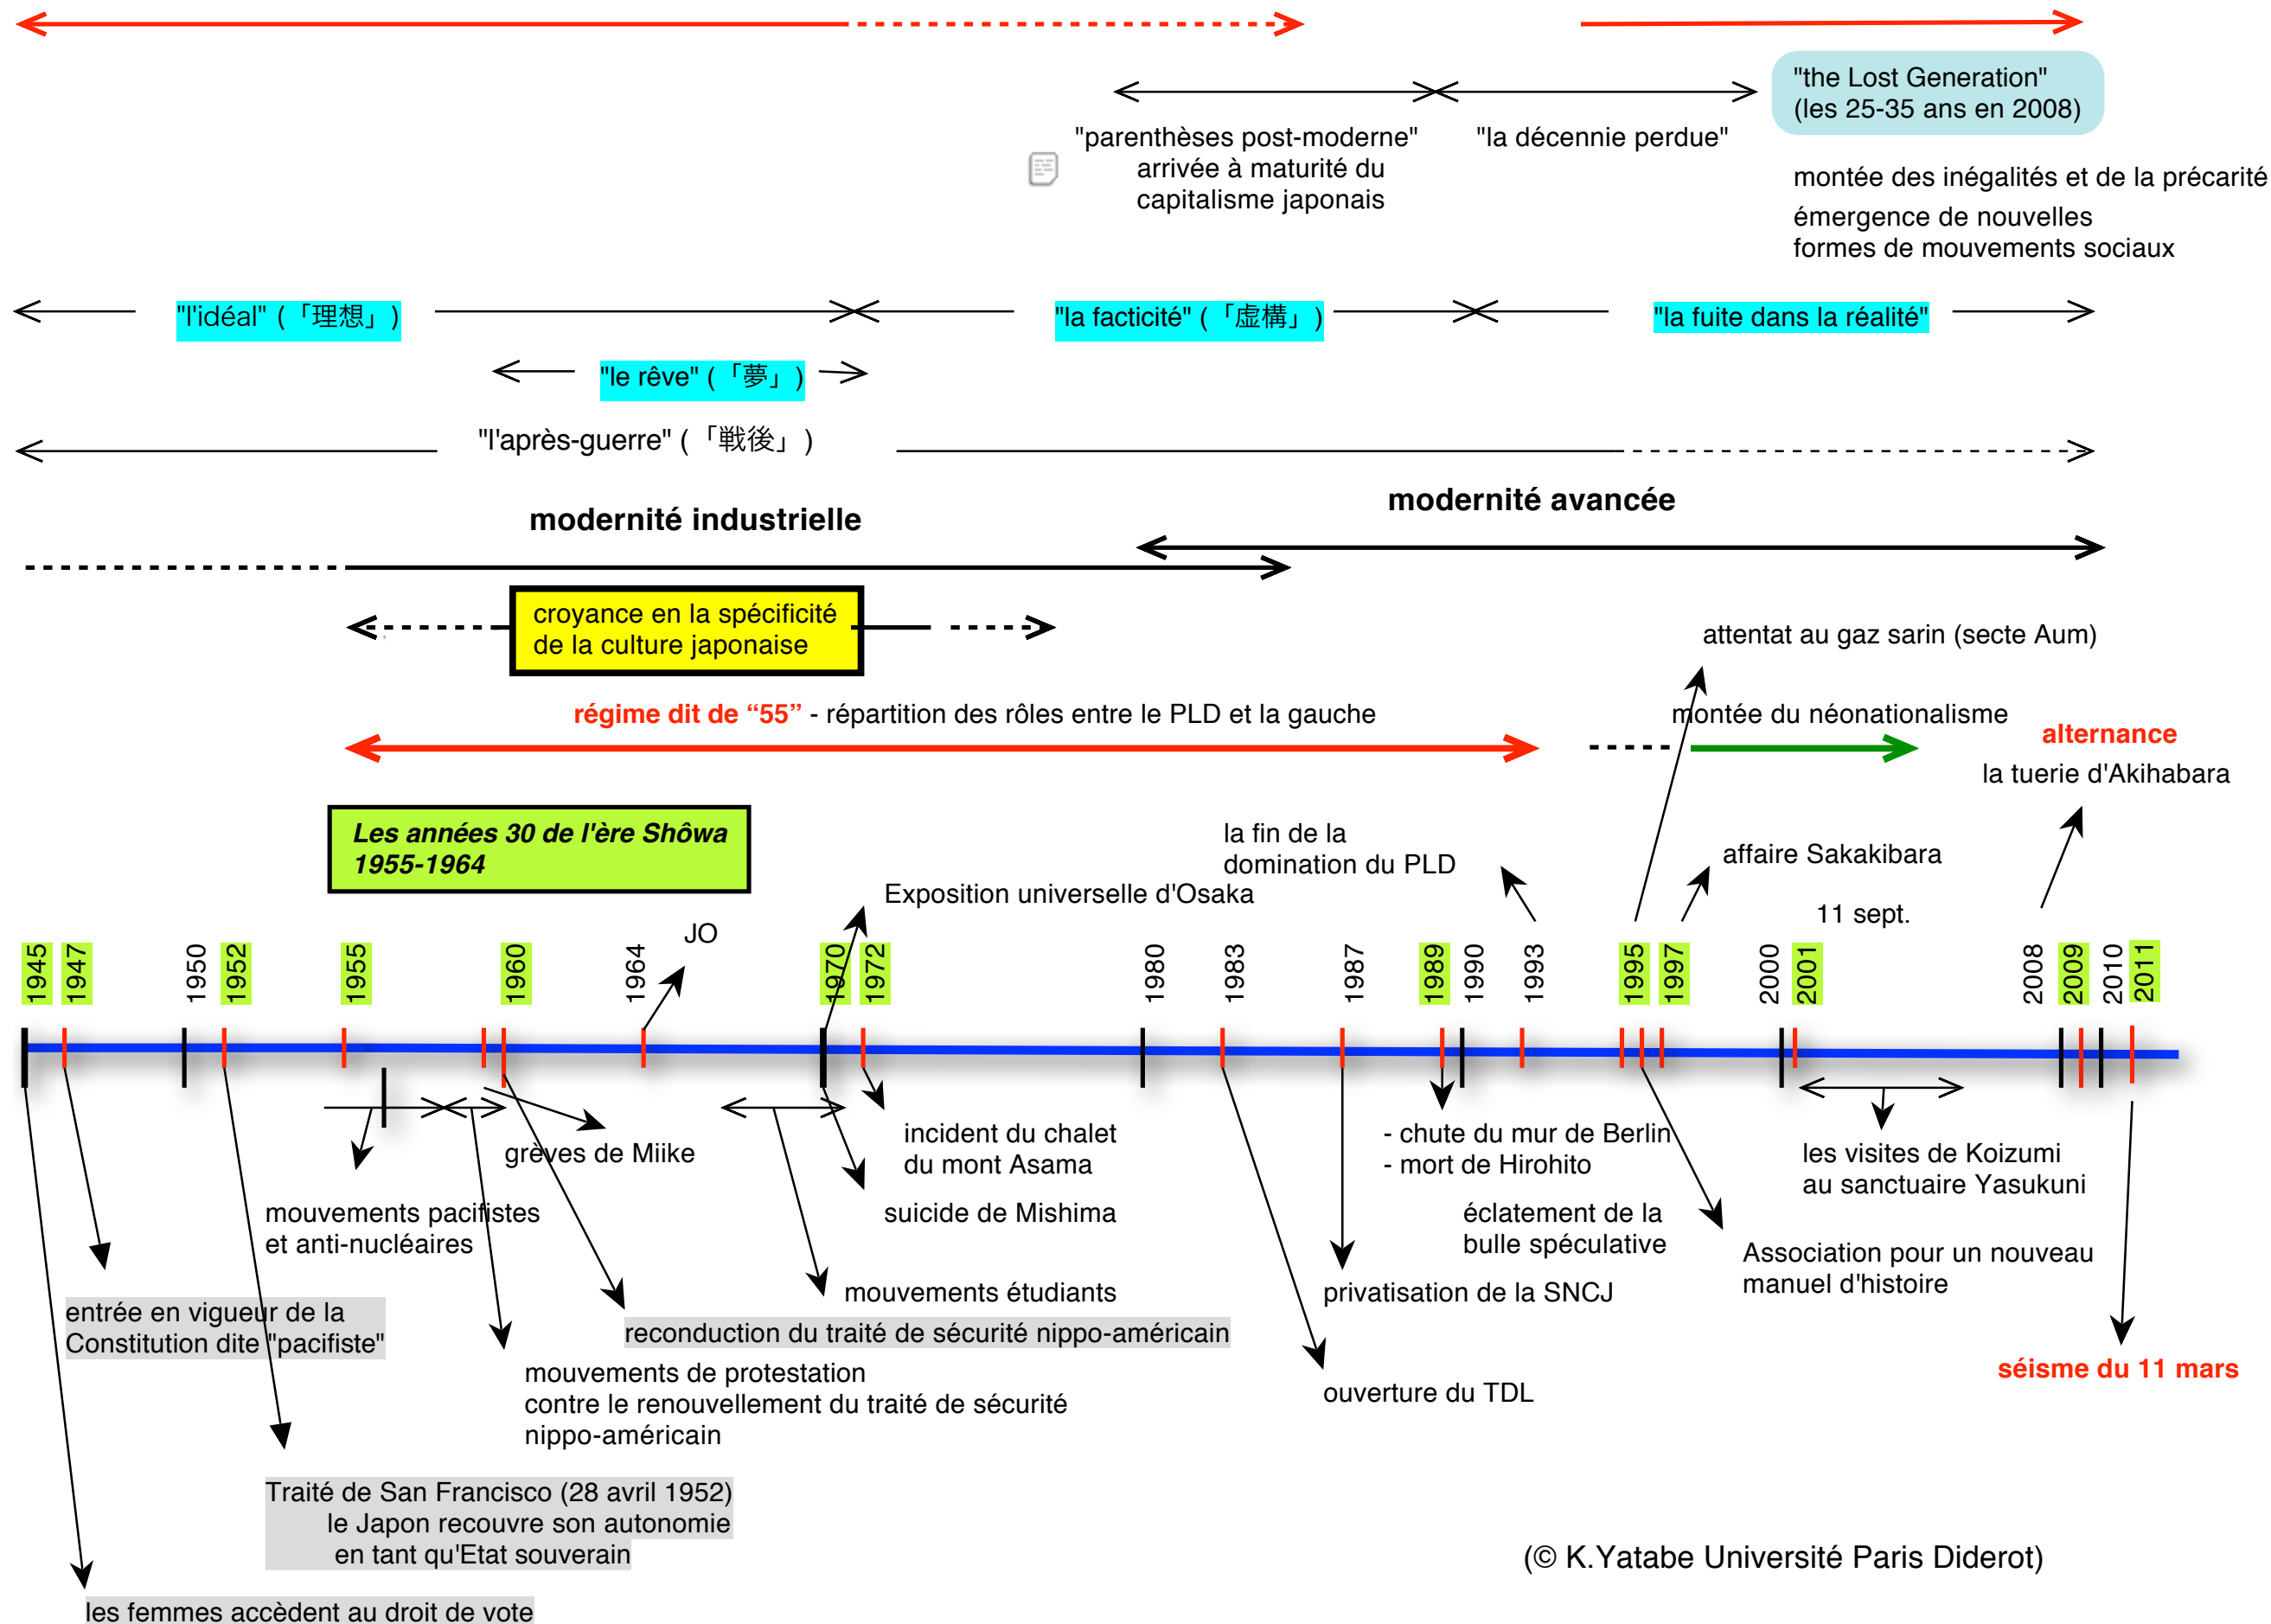 "the Lost Generation"
(les 25-35 ans en 2008)
"parenthèses post-moderne"
arrivée à maturité du
capitalisme japonais
"la décennie perdue"
montée des inégalités et de la précarité
émergence de nouvelles
formes de mouvements sociaux
"l'idéal" (「理想」)
"la facticité" (「虚構」)
"la fuite dans la réalité"
"le rêve" (「夢」)
"l'après-guerre" (「戦後」)
modernité avancée
modernité industrielle
croyance en la spécificité
de la culture japonaise
attentat au gaz sarin (secte Aum)
régime dit de “55” - répartition des rôles entre le PLD et la gauche
montée du néonationalisme
alternance
la tuerie d'Akihabara
Les années 30 de l'ère Shôwa
1955-1964
la fin de la
domination du PLD
affaire Sakakibara
Exposition universelle d'Osaka
11 sept.
JO
1945
1947
1950
1952
1955
1960
1964
1970
1972
1980
1983
1987
1989
1990
1993
1995
1997
2000
2001
2008
2009
2010
2011
grèves de Miike
incident du chalet
du mont Asama
- chute du mur de Berlin
- mort de Hirohito
les visites de Koizumi
au sanctuaire Yasukuni
mouvements pacifistes
et anti-nucléaires
suicide de Mishima
éclatement de la
bulle spéculative
Association pour un nouveau
manuel d'histoire
mouvements étudiants
privatisation de la SNCJ
entrée en vigueur de la
Constitution dite "pacifiste"
reconduction du traité de sécurité nippo-américain
mouvements de protestation
contre le renouvellement du traité de sécurité
nippo-américain
ouverture du TDL
séisme du 11 mars
Traité de San Francisco (28 avril 1952)
le Japon recouvre son autonomie
en tant qu'Etat souverain
(© K.Yatabe Université Paris Diderot)
les femmes accèdent au droit de vote